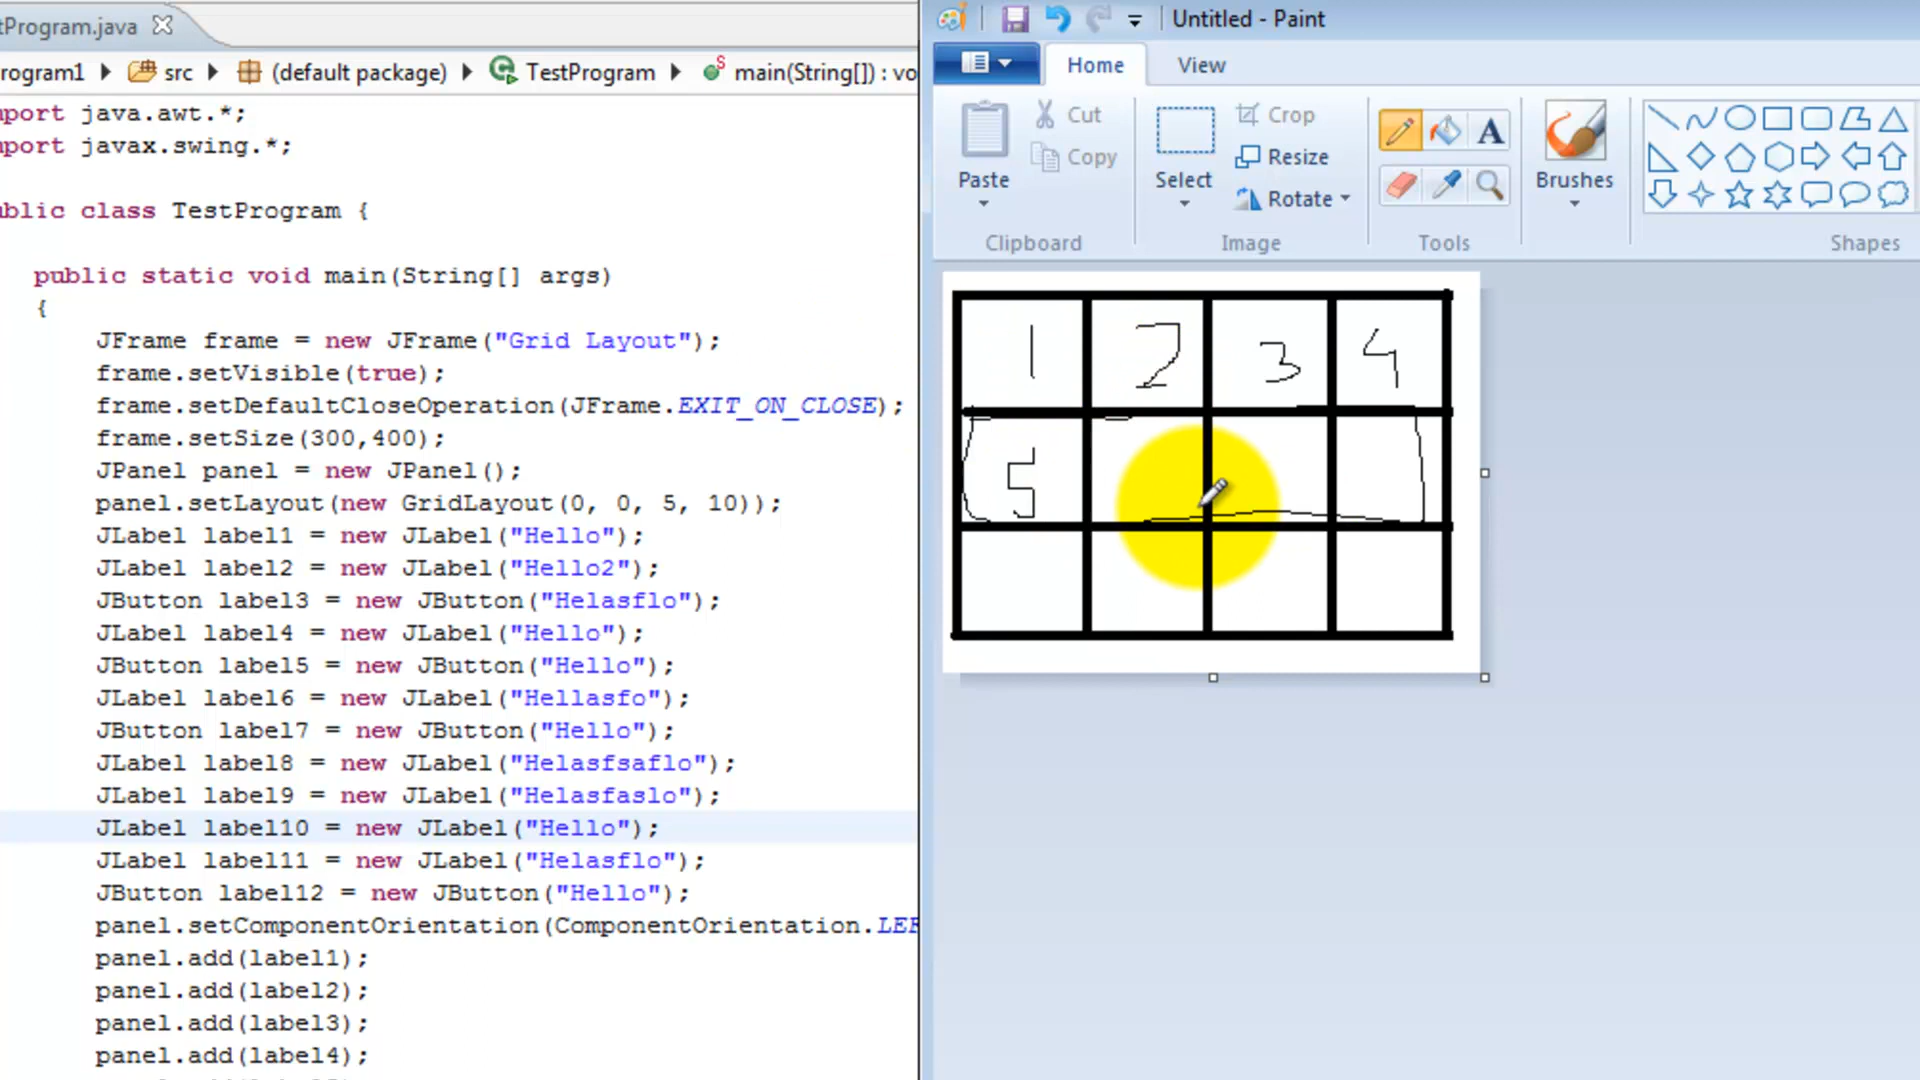 tProgram.java
rogram1 src (default package) TestProgram main(String[]) : vo
port java.awt.*;
port javax.swing.*;
ublic class TestProgram {
public static void main(String[] args)
{
JFrame frame = new JFrame("Grid Layout");
frame.setVisible(true);
frame.setDefaultCloseOperation(JFrame.EXIT_ON_CLOSE);
frame.setSize(300,400);
JPanel panel = new JPanel();
panel.setLayout(new GridLayout(0, 0, 5, 10));
JLabel label1 = new JLabel("Hello");
JLabel label2 = new JLabel("Hello2");
JButton label3 = new JButton("Helasflo");
JLabel label4 = new JLabel("Hello");
JButton label5 = new JButton("Hello");
JLabel label6 = new JLabel("Hellasfo");
JButton label7 = new JButton("Hello");
JLabel label8 = new JLabel("Helasfsaflo");
JLabel label9 = new JLabel("Helasfaslo");
JLabel label10 = new JLabel("Hello");
JLabel label11 = new JLabel("Helasflo");
JButton label12 = new JButton("Hello");
panel.setComponentOrientation(ComponentOrientation.LEF
panel.add(label1);
panel.add(label2);
panel.add(label3);
panel.add(label4);
Untitled - Paint
Home View
Paste
Cut
Copy
Clipboard
Select
Crop
Resize
Rotate
Image
A
Tools
Brushes
Shapes
1 2 3 4
5